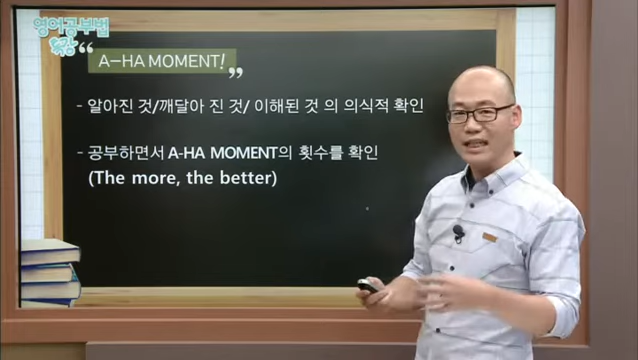 영어공부법
특강
“A-HA MOMENT!”
- 알아진 것/깨달아 진 것/ 이해된 것 의 의식적 확인
- 공부하면서 A-HA MOMENT의 횟수를 확인
(The more, the better)